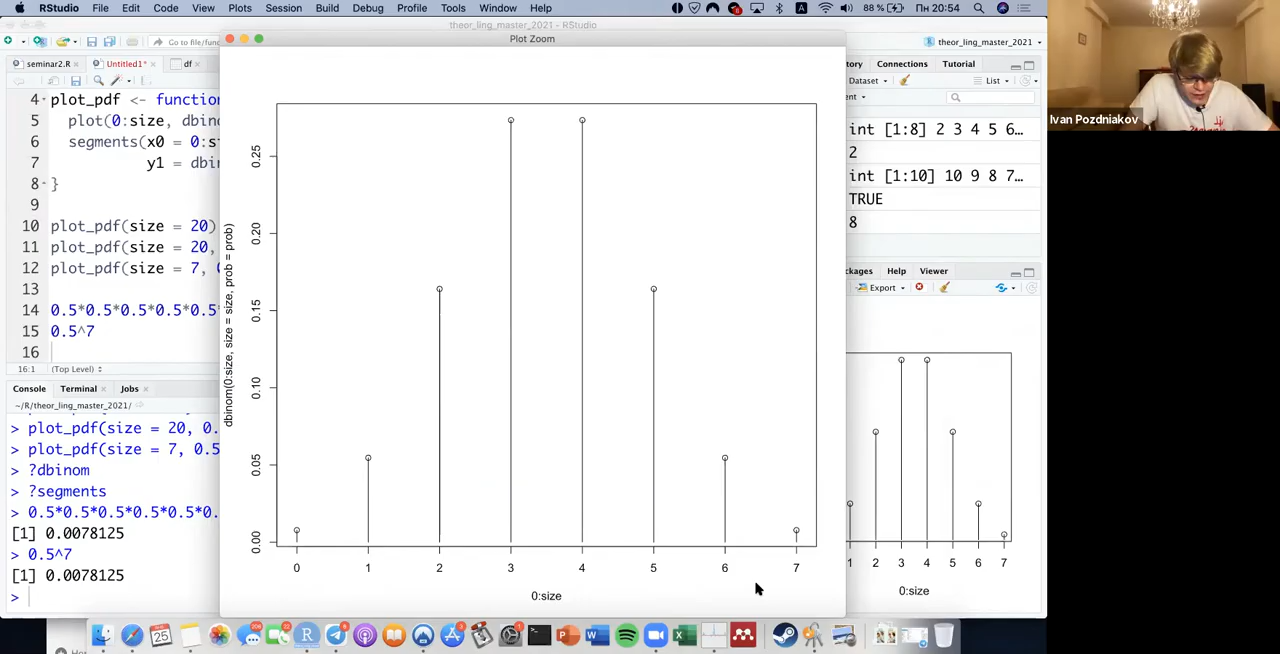 RStudio File Edit Code View Plots Session Build Debug Profile Tools Window Help 88 % Пн 20:54
theor_ling_master_2021 - RStudio
Plot Zoom
Go to file/func
theor_ling_master_2021
seminar2.R Untitled1* df
tory Connections Tutorial
Dataset
List
4 plot_pdf <- function
5 plot(0:size, dbino
6 segments(x0 = 0:s
7 y1 = dbi
8 }
9
10 plot_pdf(size = 20)
11 plot_pdf(size = 20,
12 plot_pdf(size = 7, 0
13
14 0.5*0.5*0.5*0.5*0.5
15 0.5^7
16
16:1 (Top Level)
Console Terminal Jobs
~/R/theor_ling_master_2021/
> plot_pdf(size = 20, 0.
> plot_pdf(size = 7, 0.5
> ?dbinom
> ?segments
> 0.5*0.5*0.5*0.5*0.5*0.
[1] 0.0078125
> 0.5^7
[1] 0.0078125
>
dbinom(0:size, size = size, prob = prob)
0.25
0.20
0.15
0.10
0.05
0.00
0 1 2 3 4 5 6 7
0:size
ent
int [1:8] 2 3 4 5 6…
2
int [1:10] 10 9 8 7…
TRUE
8
ckages Help Viewer
Export
1 2 3 4 5 6 7
0:size
Ivan Pozdniakov